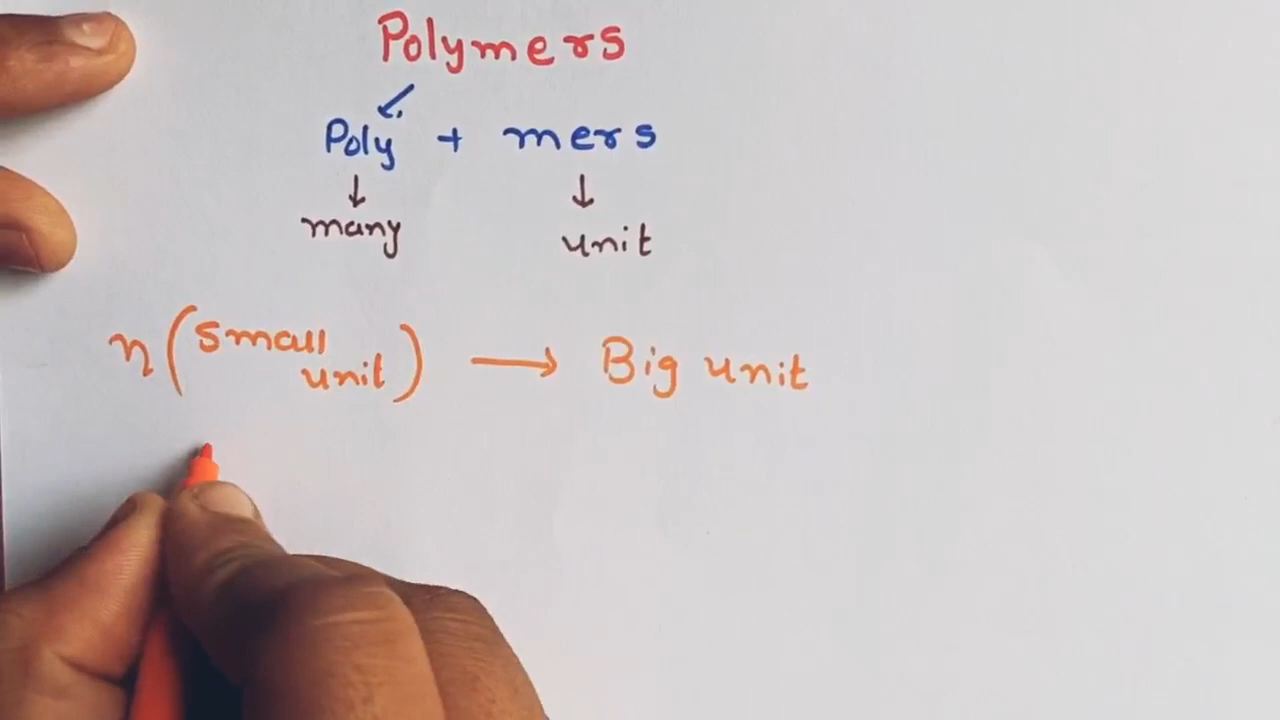 Polymers
Poly + mers
↓ ↓
many unit
n(small unit) → Big unit